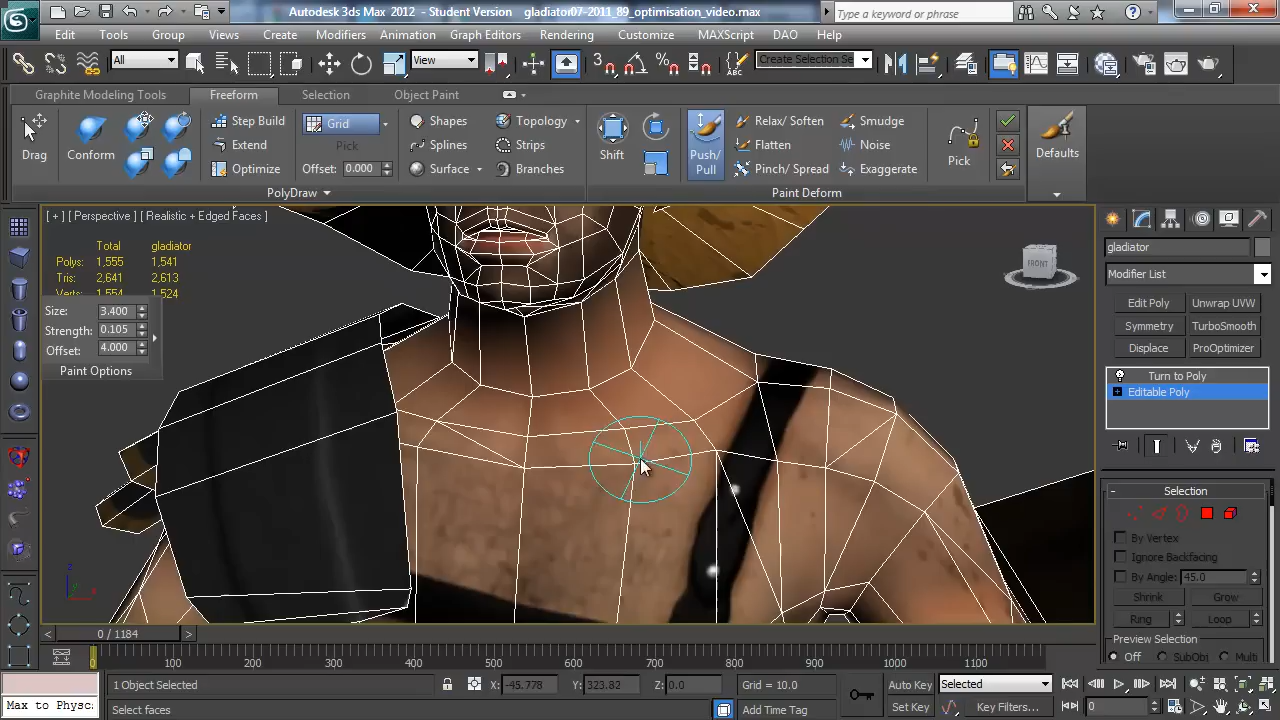 Autodesk 3ds Max 2012 - Student Version gladiator07-2011_89_optimisation_video.max
Type a keyword or phrase
Edit Tools Group Views Create Modifiers Animation Graph Editors Rendering Customize MAXScript DAO Help
All View Create Selection Se
Graphite Modeling Tools Freeform Selection Object Paint
Drag Conform Step Build Extend Optimize Grid Pick Offset: 0.000 Shapes Splines Surface Topology Strips Branches
Shift Push/ Pull Relax/ Soften Flatten Pinch/ Spread Smudge Noise Exaggerate Pick Defaults
PolyDraw Paint Deform
[ + ] [ Perspective ] [ Realistic + Edged Faces ]
Total gladiator
Polys: 1,555 1,541
Tris: 2,641 2,613
Verts: 1,554 1,524
Size: 3.400
Strength: 0.105
Offset: 4.000
Paint Options
FRONT
z
x
gladiator
Modifier List
Edit Poly Unwrap UVW
Symmetry TurboSmooth
Displace ProOptimizer
Turn to Poly
Editable Poly
Selection
By Vertex
Ignore Backfacing
By Angle: 45.0
Shrink Grow
Ring Loop
Preview Selection
Off SubObj Multi
0 / 1184
0 100 200 300 400 500 600 700 800 900 1000 1100
1 Object Selected X: -45.778 Y: 323.82 Z: 0.0 Grid = 10.0 Auto Key Selected
Max to Physc: Select faces Add Time Tag Set Key Key Filters... 0